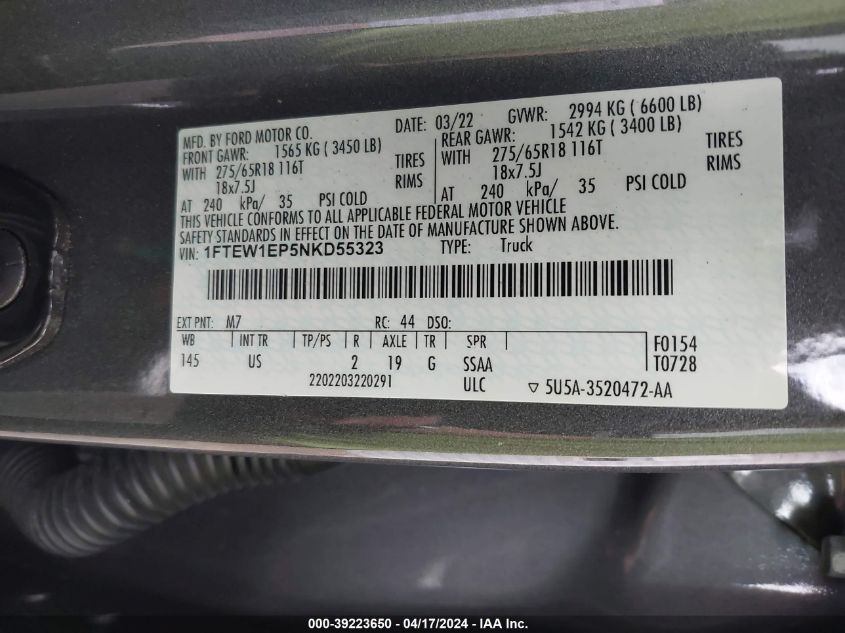 MFD. BY FORD MOTOR CO. DATE: 03/22 GVWR: 2994 KG ( 6600 LB)
FRONT GAWR: 1565 KG ( 3450 LB) REAR GAWR: 1542 KG ( 3400 LB)
WITH 275/65R18 116T TIRES WITH 275/65R18 116T TIRES
18x7.5J RIMS 18x7.5J RIMS
AT 240 kPa/ 35 PSI COLD AT 240 kPa/ 35 PSI COLD
THIS VEHICLE CONFORMS TO ALL APPLICABLE FEDERAL MOTOR VEHICLE
SAFETY STANDARDS IN EFFECT ON THE DATE OF MANUFACTURE SHOWN ABOVE.
VIN: 1FTEW1EP5NKD55323 TYPE: Truck
EXT PNT: M7 RC: 44 DSO:
WB INT TR TP/PS R AXLE TR SPR F0154
145 US 2 19 G SSAA T0728
2202203220291 ULC ▽ 5U5A-3520472-AA
000-39223650 - 04/17/2024 - IAA Inc.